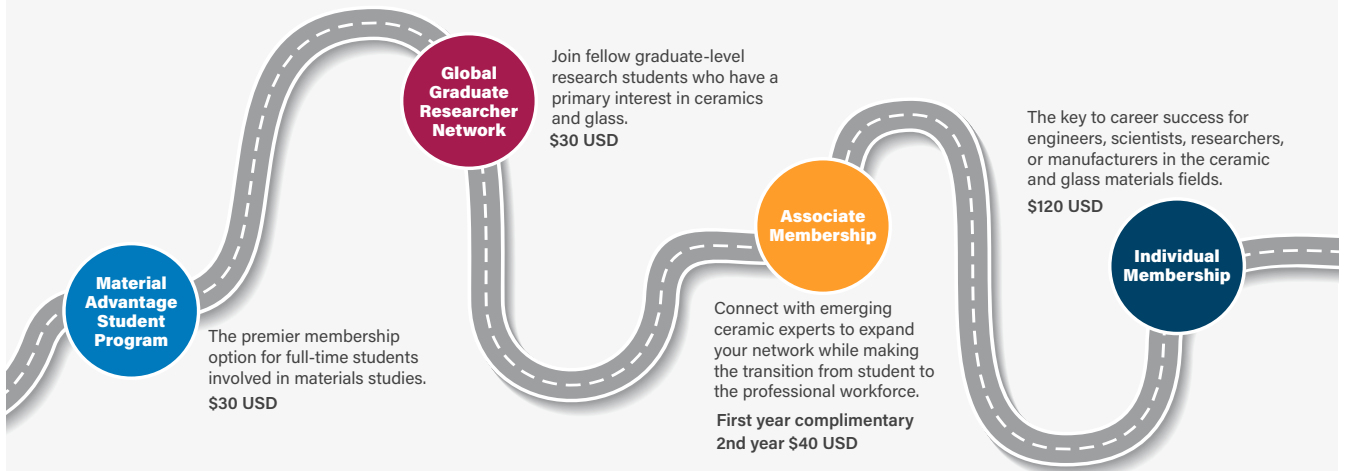 Material
Advantage
Student
Program
The premier membership
option for full-time students
involved in materials studies.
$30 USD
Global
Graduate
Researcher
Network
Join fellow graduate-level
research students who have a
primary interest in ceramics
and glass.
$30 USD
Associate
Membership
Connect with emerging
ceramic experts to expand
your network while making
the transition from student to
the professional workforce.
First year complimentary
2nd year $40 USD
The key to career success for
engineers, scientists, researchers,
or manufacturers in the ceramic
and glass materials fields.
$120 USD
Individual
Membership